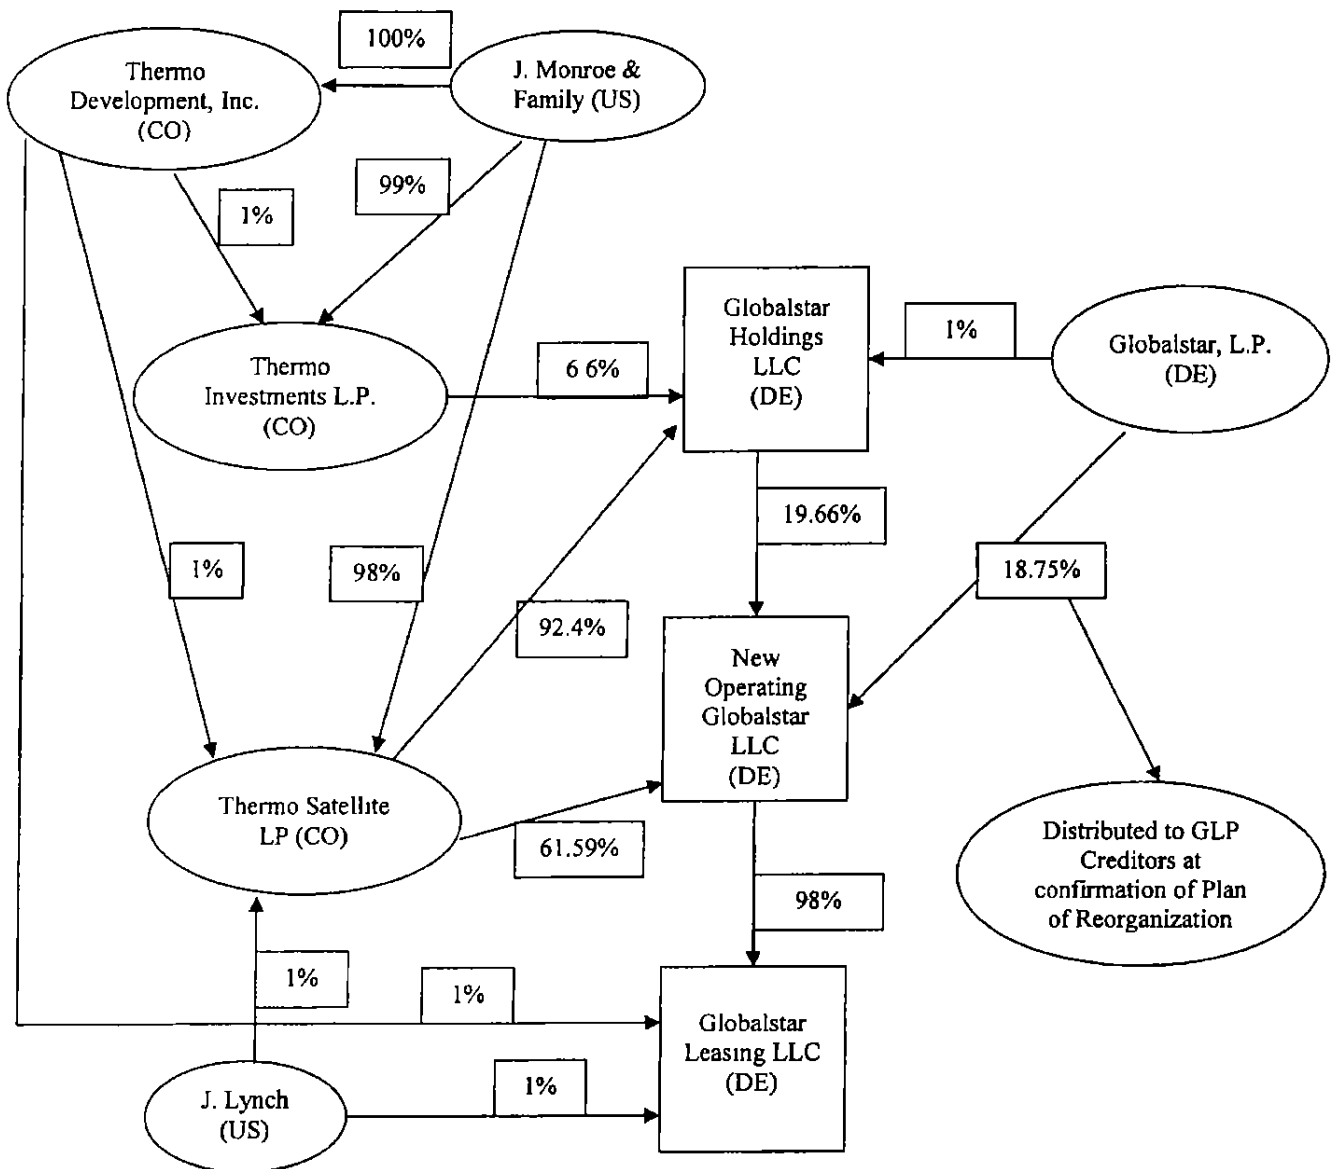 100%
Thermo
Development, Inc.
(CO)
J. Monroe &
Family (US)
99%
1%
Globalstar
Holdings
LLC
(DE)
1%
Globalstar, L.P.
(DE)
Thermo
Investments L.P.
(CO)
6 6%
19.66%
1%
98%
18.75%
92.4%
New
Operating
Globalstar
LLC
(DE)
Thermo Satellite
LP (CO)
61.59%
Distributed to GLP
Creditors at
confirmation of Plan
of Reorganization
98%
1%
1%
Globalstar
Leasing LLC
(DE)
1%
J. Lynch
(US)